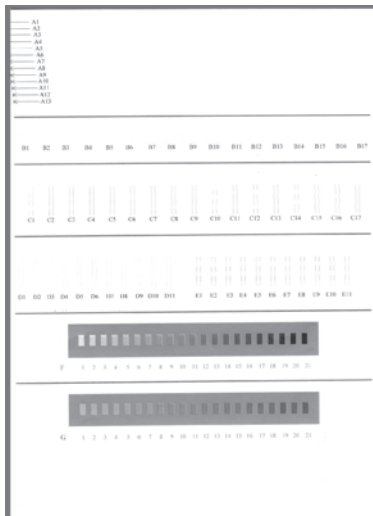 A1
A2
A3
A4
A5
A6
A7
A8
A9
A10
A11
A12
A13
B1 B2 B3 B4 B5 B6 B7 B8 B9 B10 B11 B12 B13 B14 B15 B16 B17
C1 C2 C3 C4 C5 C6 C7 C8 C9 C10 C11 C12 C13 C14 C15 C16 C17
D1 D2 D3 D4 D5 D6 D7 D8 D9 D10 D11 E1 E2 E3 E4 E5 E6 E7 E8 E9 E10 E11
F 1 2 3 4 5 6 7 8 9 10 11 12 13 14 15 16 17 18 19 20 21
G 1 2 3 4 5 6 7 8 9 10 11 12 13 14 15 16 17 18 19 20 21